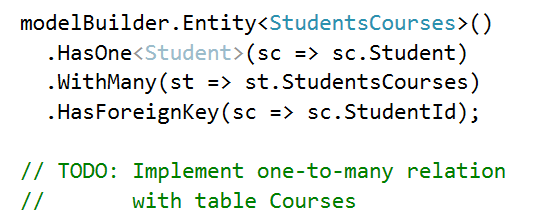 modelBuilder.Entity<StudentsCourses>()
  .HasOne<Student>(sc => sc.Student)
  .WithMany(st => st.StudentsCourses)
  .HasForeignKey(sc => sc.StudentId);
// TODO: Implement one-to-many relation
//       with table Courses